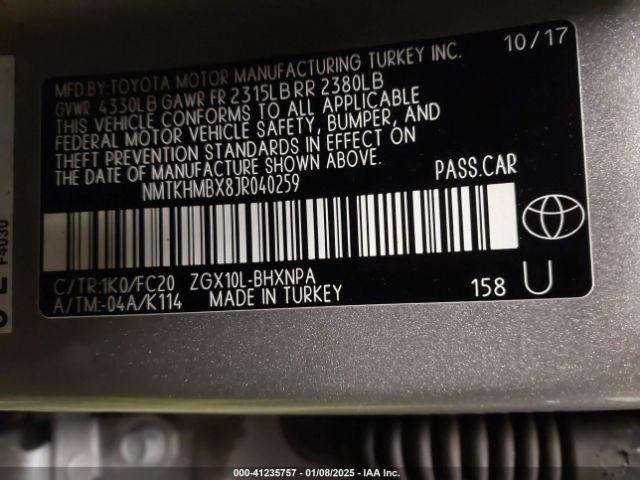 10/17
MFD.BY:TOYOTA MOTOR MANUFACTURING TURKEY INC.
GVWR 4330LB GAWR FR 2315LB RR 2380LB
THIS VEHICLE CONFORMS TO ALL APPLICABLE
FEDERAL MOTOR VEHICLE SAFETY, BUMPER, AND
THEFT PREVENTION STANDARDS IN EFFECT ON
THE DATE OF MANUFACTURE SHOWN ABOVE.
NMTKHMBX8JR040259 PASS.CAR
C/TR:1K0/FC20 ZGX10L-BHXNPA
A/TM:-04A/K114 MADE IN TURKEY 158 U
F4030
000-41235757 - 01/08/2025 - IAA Inc.